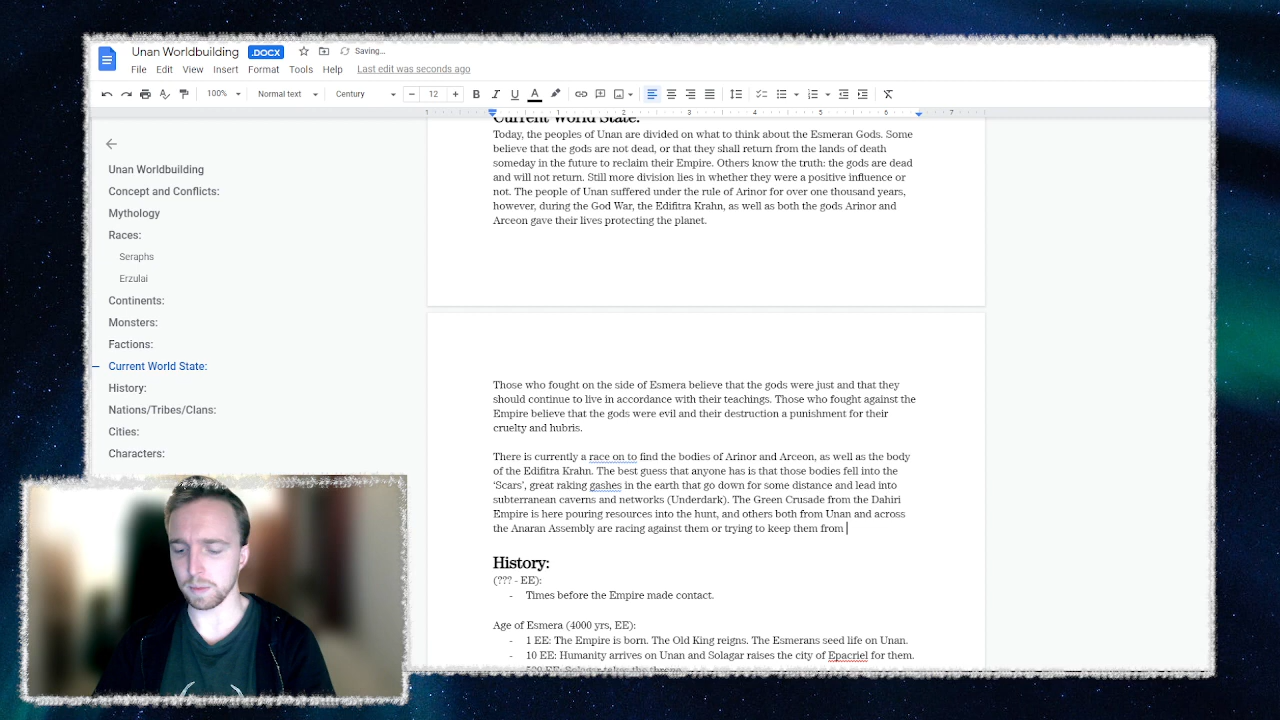 Unan Worldbuilding .DOCX Saving...
File Edit View Insert Format Tools Help Last edit was seconds ago
100% Normal text Century 12 B I U A
1 1 2 3 4 5 6 7
Unan Worldbuilding
Concept and Conflicts:
Mythology
Races:
Seraphs
Erzulai
Continents:
Monsters:
Factions:
Current World State:
History:
Nations/Tribes/Clans:
Cities:
Characters:
Current World State:
Today, the peoples of Unan are divided on what to think about the Esmeran Gods. Some
believe that the gods are not dead, or that they shall return from the lands of death
someday in the future to reclaim their Empire. Others know the truth: the gods are dead
and will not return. Still more division lies in whether they were a positive influence or
not. The people of Unan suffered under the rule of Arinor for over one thousand years,
however, during the God War, the Edifitra Krahn, as well as both the gods Arinor and
Arceon gave their lives protecting the planet.
Those who fought on the side of Esmera believe that the gods were just and that they
should continue to live in accordance with their teachings. Those who fought against the
Empire believe that the gods were evil and their destruction a punishment for their
cruelty and hubris.
There is currently a race on to find the bodies of Arinor and Arceon, as well as the body
of the Edifitra Krahn. The best guess that anyone has is that those bodies fell into the
‘Scars’, great raking gashes in the earth that go down for some distance and lead into
subterranean caverns and networks (Underdark). The Green Crusade from the Dahiri
Empire is here pouring resources into the hunt, and others both from Unan and across
the Anaran Assembly are racing against them or trying to keep them from
History:
(??? - EE):
- Times before the Empire made contact.
Age of Esmera (4000 yrs, EE):
- 1 EE: The Empire is born. The Old King reigns. The Esmerans seed life on Unan.
- 10 EE: Humanity arrives on Unan and Solagar raises the city of Epacriel for them.
- 500 EE: Solagar takes the throne.